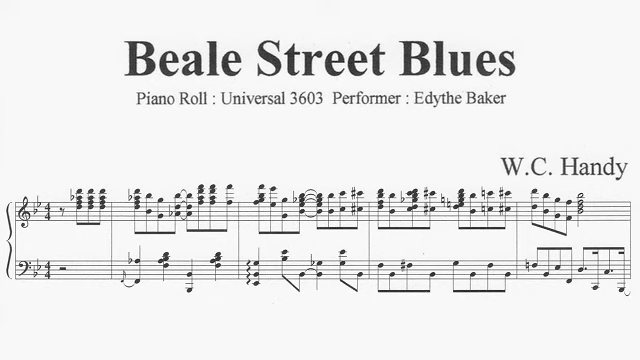 Beale Street Blues
Piano Roll : Universal 3603 Performer : Edythe Baker
W.C. Handy